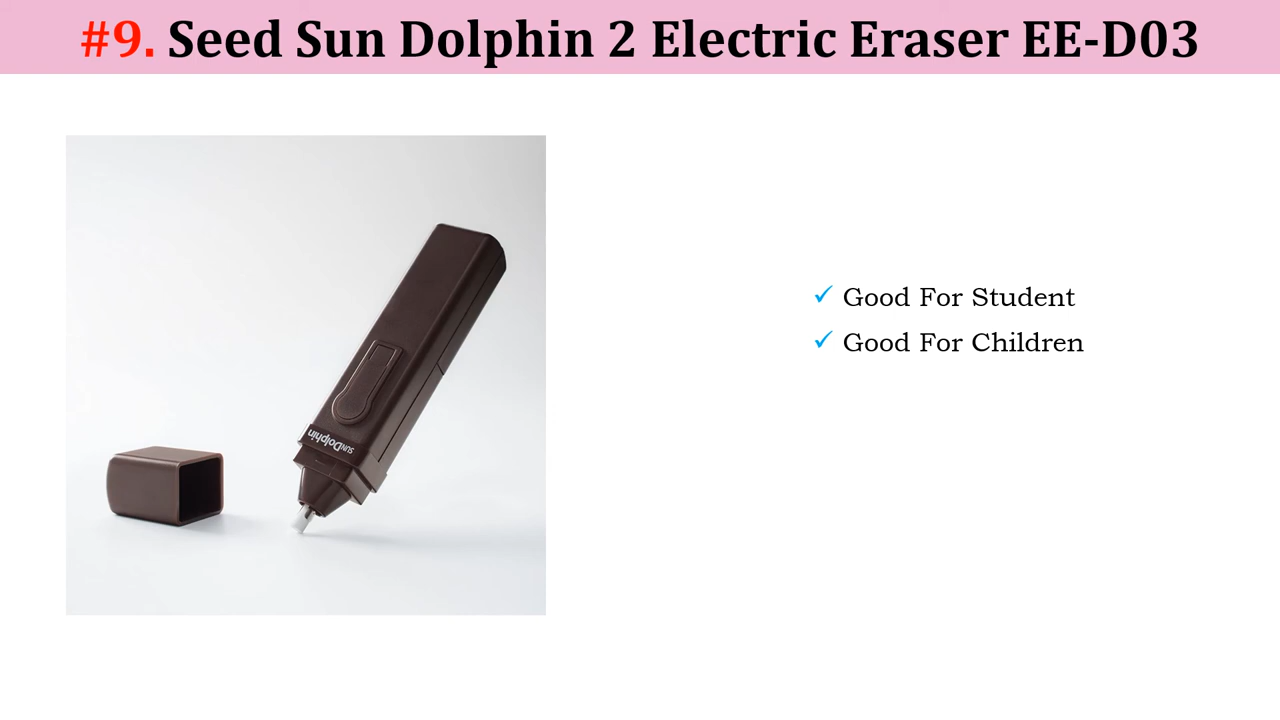 #9. Seed Sun Dolphin 2 Electric Eraser EE-D03
Good For Student
Good For Children
SUNDolphin